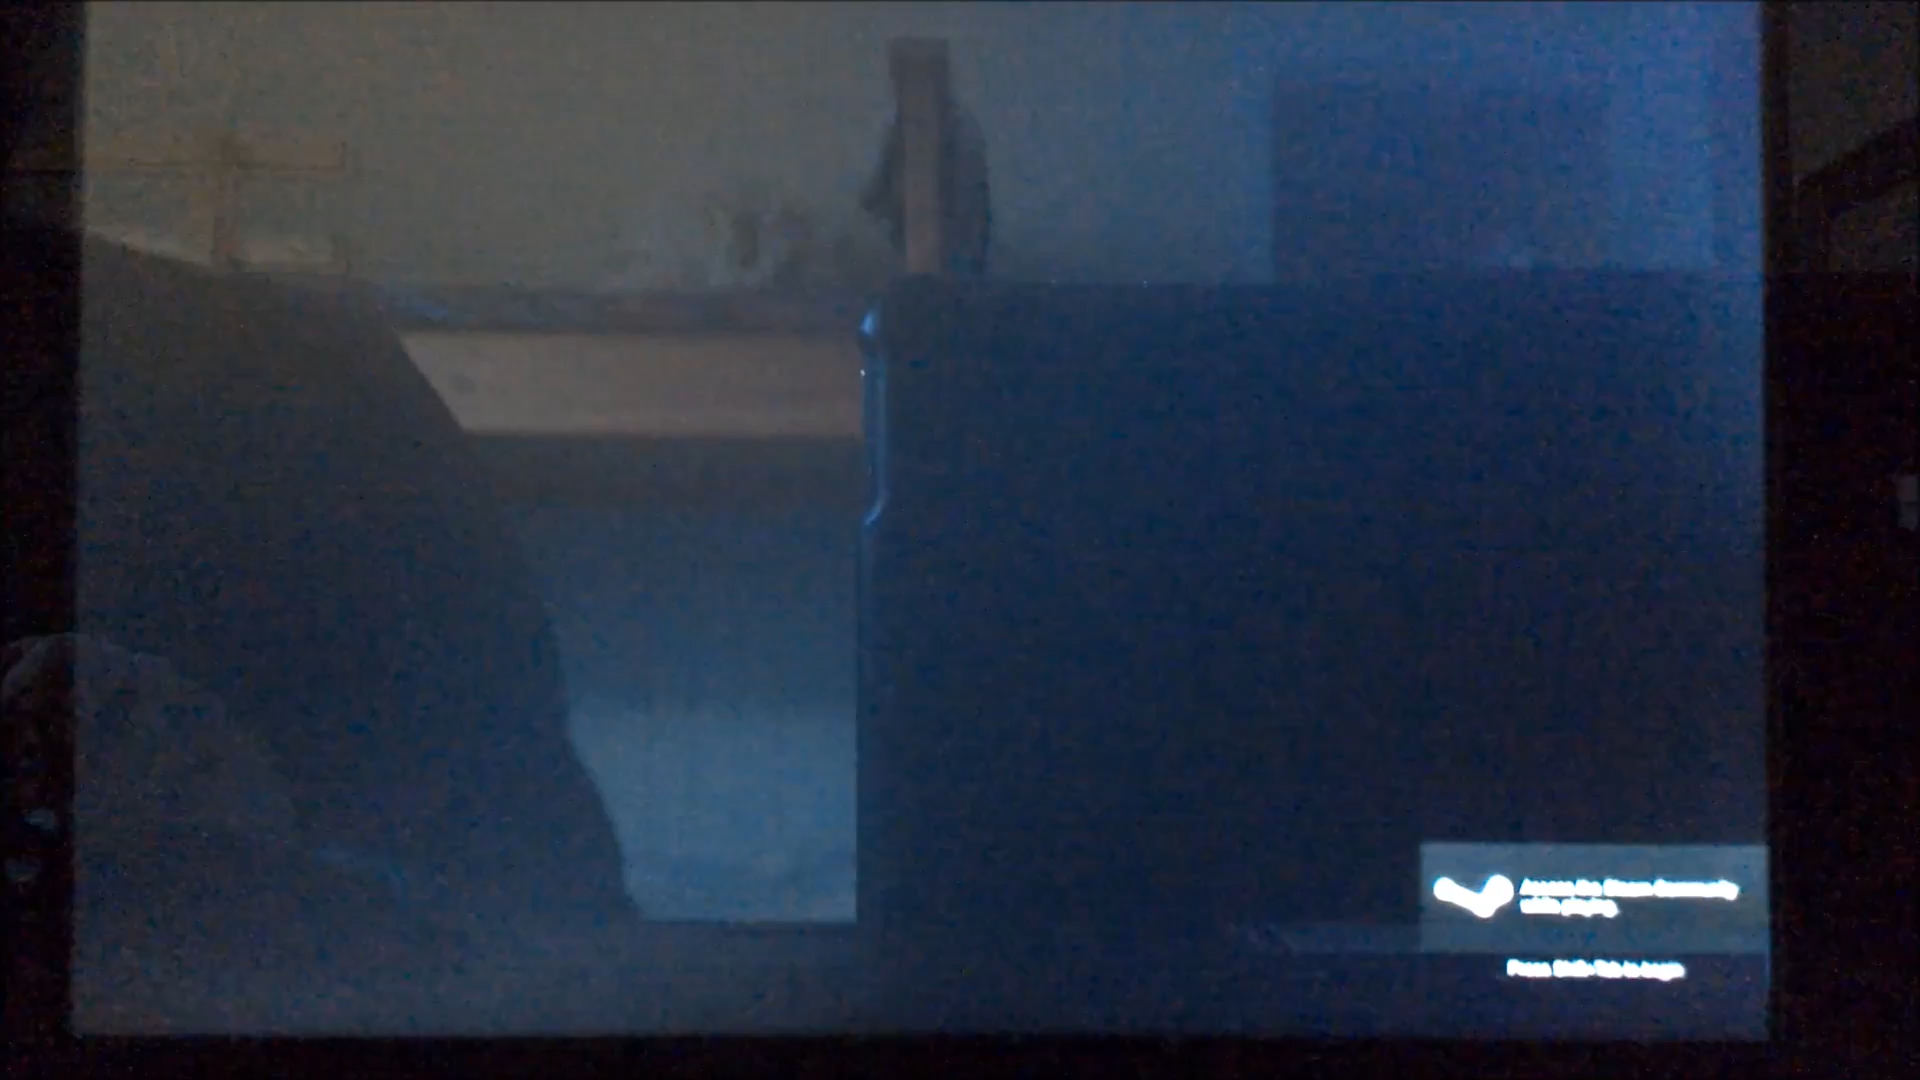 Access the Steam Community
while playing.
Press Shift+Tab to begin